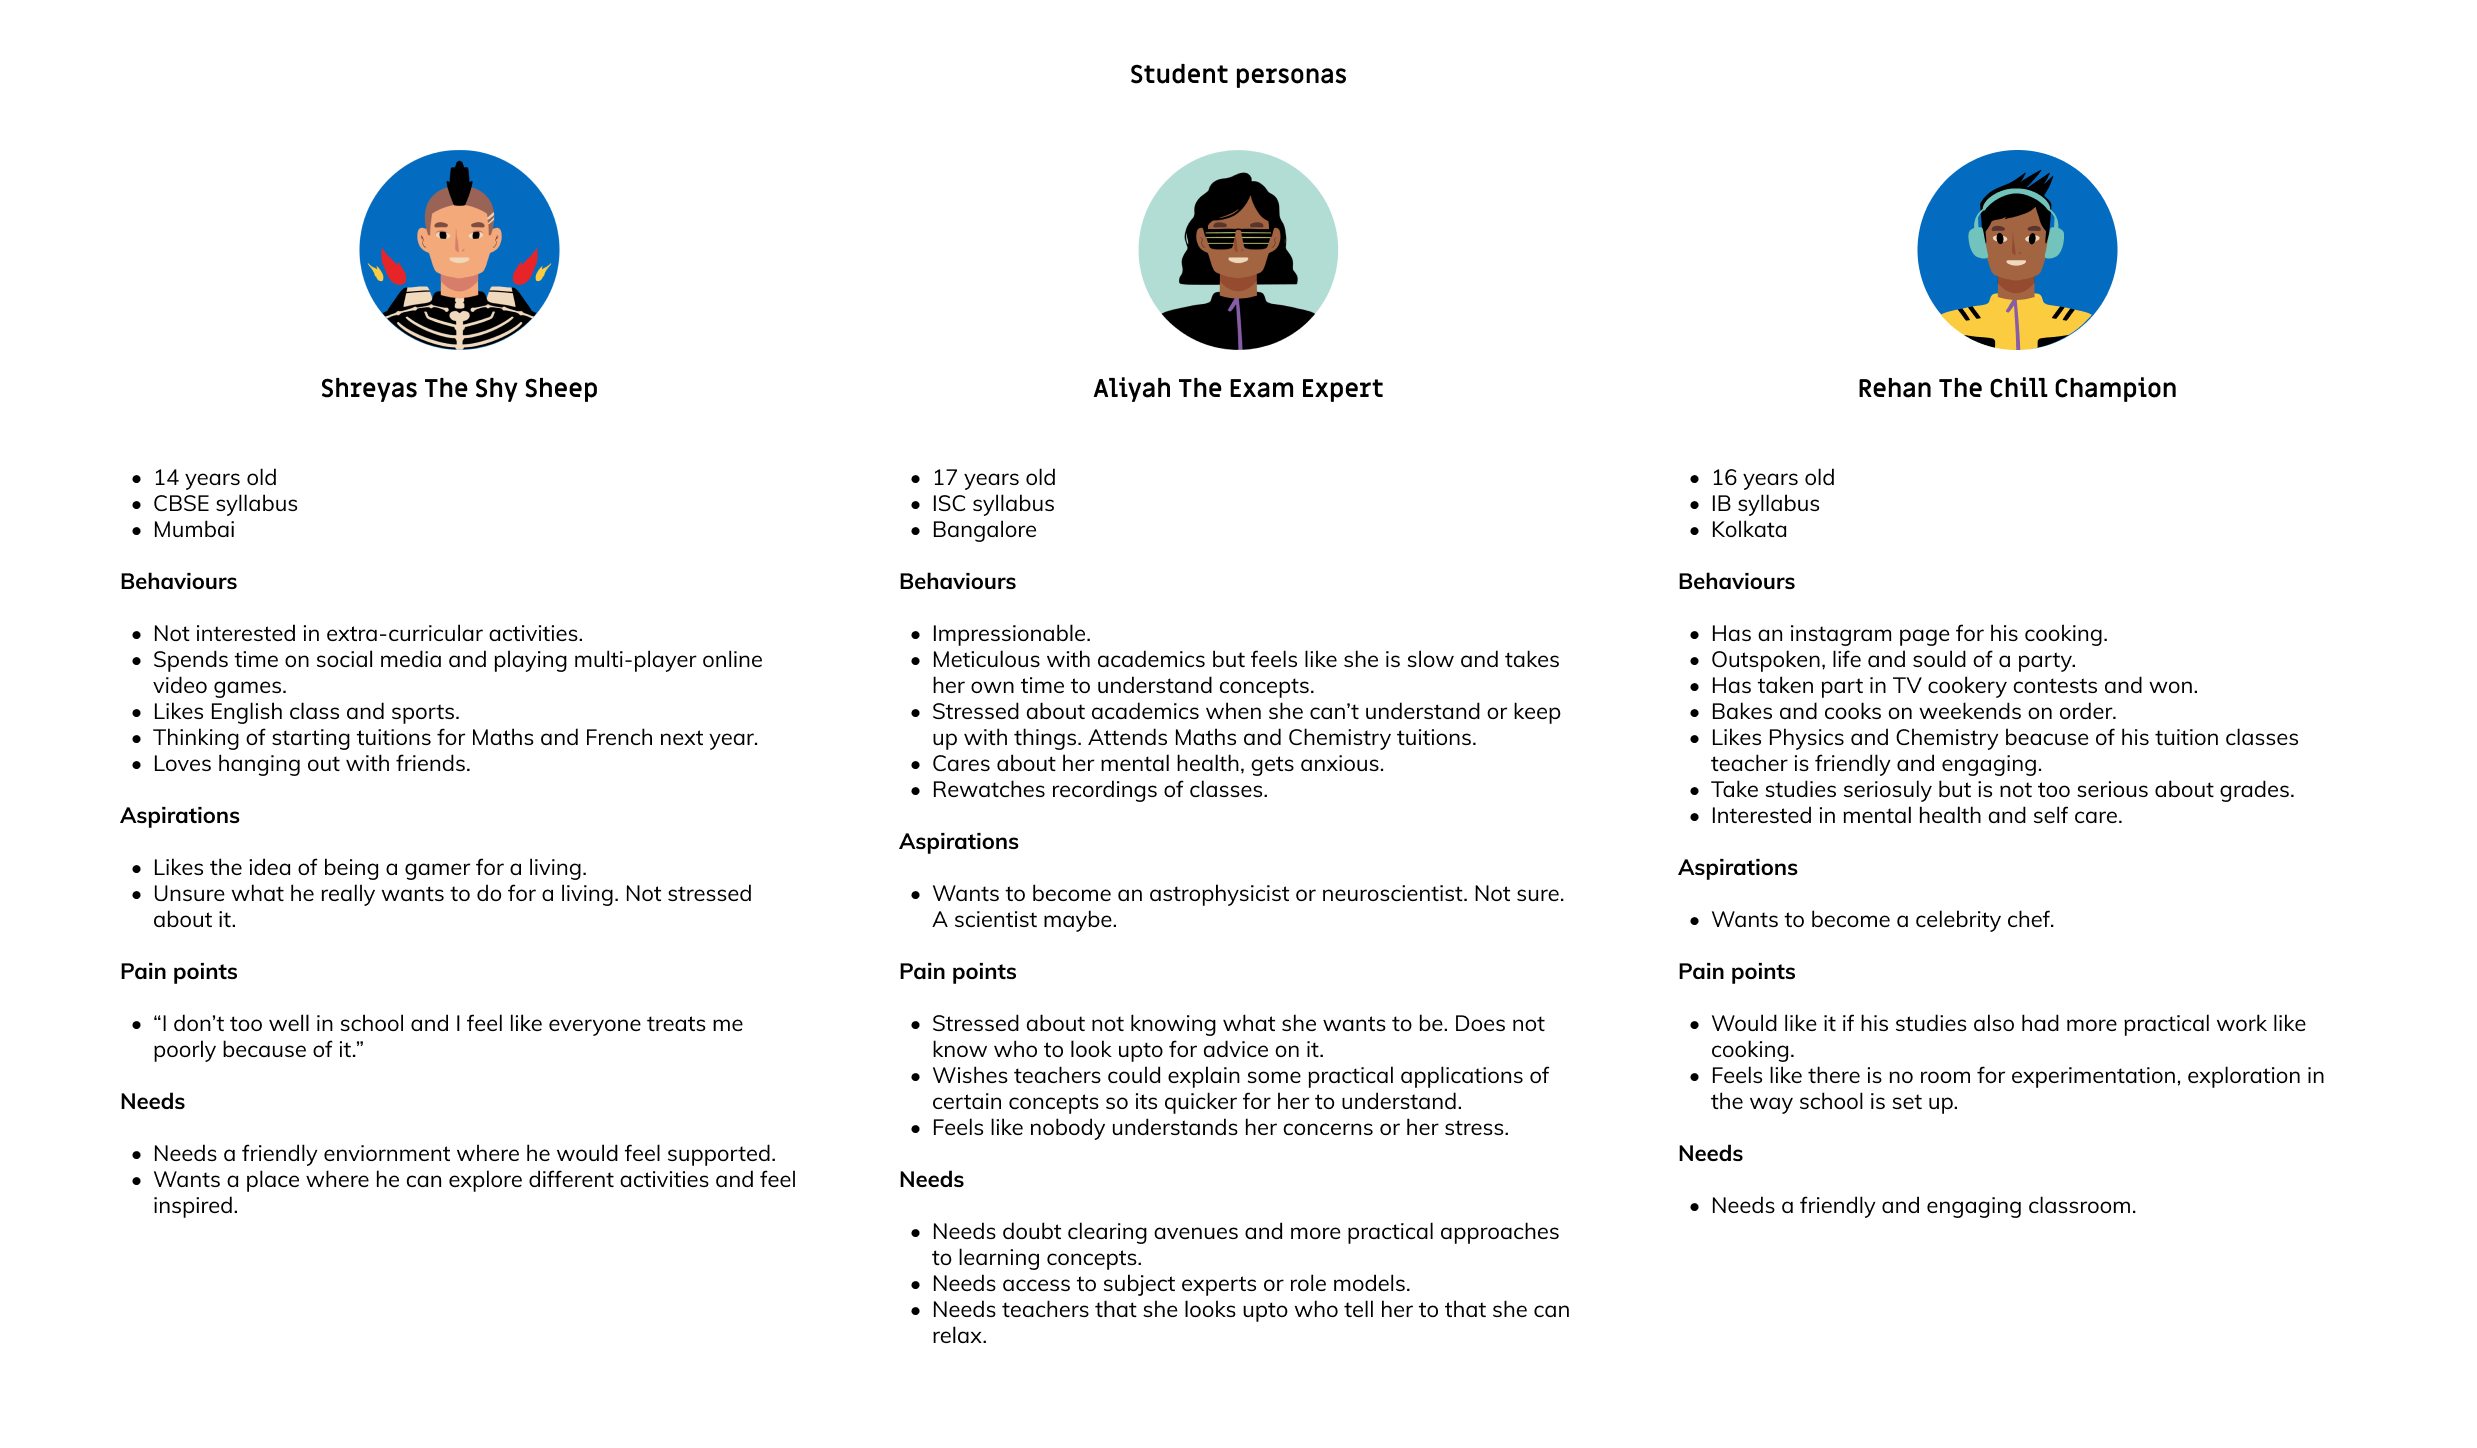 Student personas
Shreyas The Shy Sheep
• 14 years old
• CBSE syllabus
• Mumbai
Behaviours
• Not interested in extra-curricular activities.
• Spends time on social media and playing multi-player online
video games.
• Likes English class and sports.
• Thinking of starting tuitions for Maths and French next year.
• Loves hanging out with friends.
Aspirations
• Likes the idea of being a gamer for a living.
• Unsure what he really wants to do for a living. Not stressed
about it.
Pain points
• “I don’t too well in school and I feel like everyone treats me
poorly because of it.”
Needs
• Needs a friendly enviornment where he would feel supported.
• Wants a place where he can explore different activities and feel
inspired.
Aliyah The Exam Expert
• 17 years old
• ISC syllabus
• Bangalore
Behaviours
• Impressionable.
• Meticulous with academics but feels like she is slow and takes
her own time to understand concepts.
• Stressed about academics when she can’t understand or keep
up with things. Attends Maths and Chemistry tuitions.
• Cares about her mental health, gets anxious.
• Rewatches recordings of classes.
Aspirations
• Wants to become an astrophysicist or neuroscientist. Not sure.
A scientist maybe.
Pain points
• Stressed about not knowing what she wants to be. Does not
know who to look upto for advice on it.
• Wishes teachers could explain some practical applications of
certain concepts so its quicker for her to understand.
• Feels like nobody understands her concerns or her stress.
Needs
• Needs doubt clearing avenues and more practical approaches
to learning concepts.
• Needs access to subject experts or role models.
• Needs teachers that she looks upto who tell her to that she can
relax.
Rehan The Chill Champion
• 16 years old
• IB syllabus
• Kolkata
Behaviours
• Has an instagram page for his cooking.
• Outspoken, life and sould of a party.
• Has taken part in TV cookery contests and won.
• Bakes and cooks on weekends on order.
• Likes Physics and Chemistry beacuse of his tuition classes
teacher is friendly and engaging.
• Take studies seriosuly but is not too serious about grades.
• Interested in mental health and self care.
Aspirations
• Wants to become a celebrity chef.
Pain points
• Would like it if his studies also had more practical work like
cooking.
• Feels like there is no room for experimentation, exploration in
the way school is set up.
Needs
• Needs a friendly and engaging classroom.